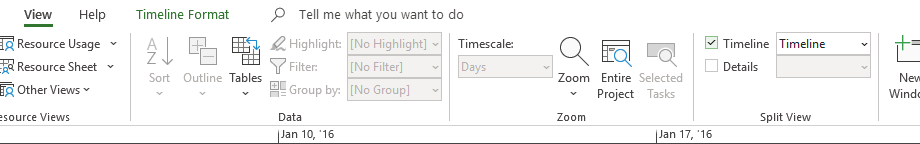 View Help Timeline Format Tell me what you want to do
Resource Usage
Resource Sheet
Other Views
esource Views
A
Z
Sort
Outline
Tables
Highlight: [No Highlight]
Filter: [No Filter]
Group by: [No Group]
Data
Timescale:
Days
Zoom
Entire
Project
Selected
Tasks
Zoom
Timeline Timeline
Details
Split View
New
Window
Jan 10, '16 Jan 17, '16